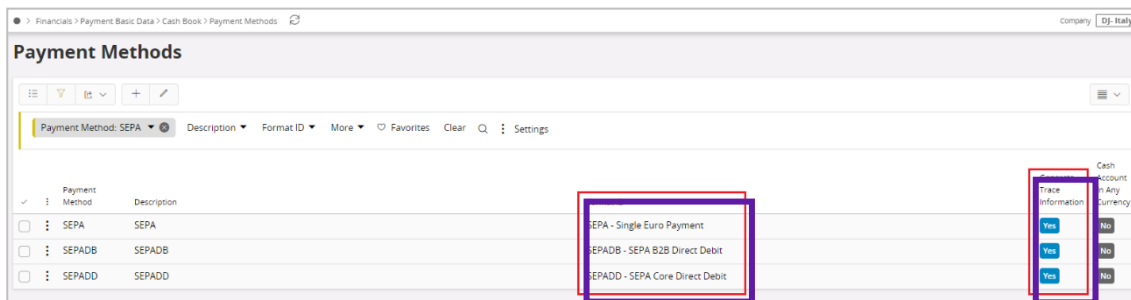 > Financials > Payment Basic Data > Cash Book > Payment Methods
Company DJ- Italy
Payment Methods
Payment Method: SEPA Description Format ID More Favorites Clear Settings
Payment Method
Description
Trace Information
Cash Account in Any Currency
SEPA SEPA SEPA - Single Euro Payment Yes No
SEPADB SEPADB SEPADB - SEPA B2B Direct Debit Yes No
SEPADD SEPADD SEPADD - SEPA Core Direct Debit Yes No